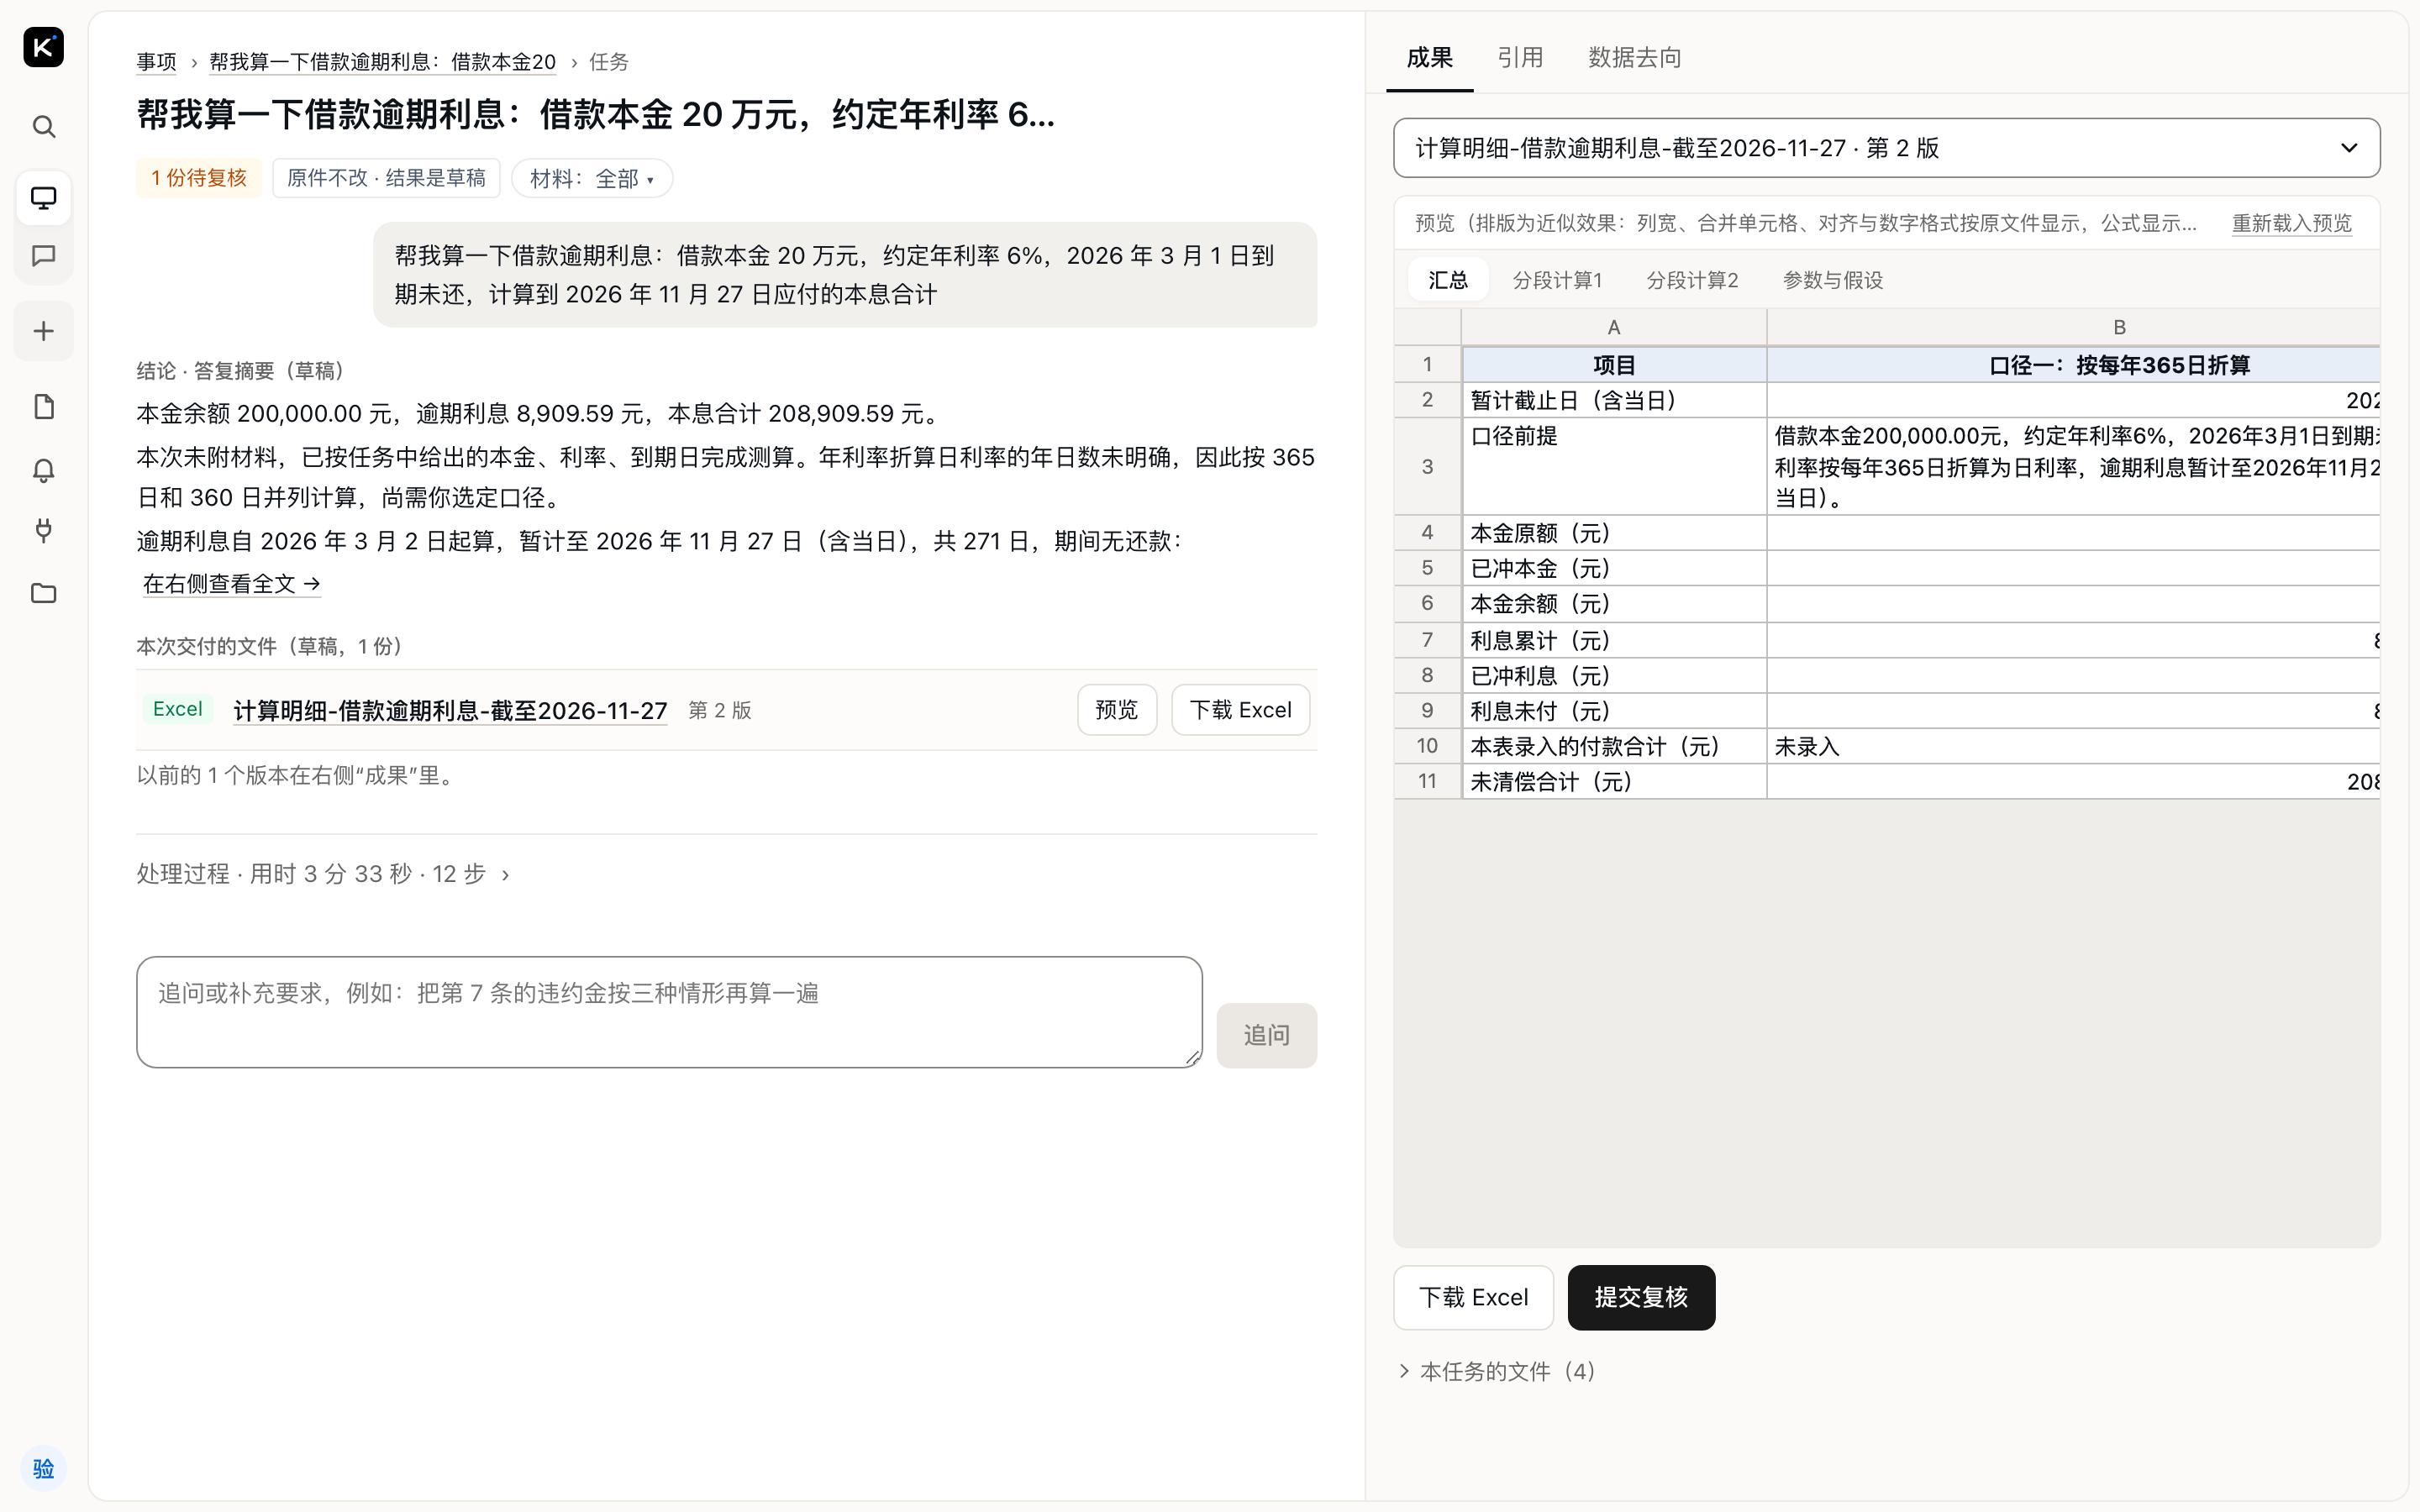 K
事项 › 帮我算一下借款逾期利息：借款本金20 › 任务
帮我算一下借款逾期利息：借款本金 20 万元，约定年利率 6...
1 份待复核 原件不改 · 结果是草稿 材料：全部 ▾
帮我算一下借款逾期利息：借款本金 20 万元，约定年利率 6%，2026 年 3 月 1 日到
期未还，计算到 2026 年 11 月 27 日应付的本息合计
结论 · 答复摘要（草稿）
本金余额 200,000.00 元，逾期利息 8,909.59 元，本息合计 208,909.59 元。
本次未附材料，已按任务中给出的本金、利率、到期日完成测算。年利率折算日利率的年日数未明确，因此按 365
日和 360 日并列计算，尚需你选定口径。
逾期利息自 2026 年 3 月 2 日起算，暂计至 2026 年 11 月 27 日（含当日），共 271 日，期间无还款：
在右侧查看全文 →
本次交付的文件（草稿，1 份）
Excel 计算明细-借款逾期利息-截至2026-11-27 第 2 版 预览 下载 Excel
以前的 1 个版本在右侧“成果”里。
处理过程 · 用时 3 分 33 秒 · 12 步 ›
追问或补充要求，例如：把第 7 条的违约金按三种情形再算一遍
追问
验
成果 引用 数据去向
计算明细-借款逾期利息-截至2026-11-27 · 第 2 版
预览（排版为近似效果：列宽、合并单元格、对齐与数字格式按原文件显示，公式显示... 重新载入预览
汇总 分段计算1 分段计算2 参数与假设
A B
1 项目 口径一：按每年365日折算
2 暂计截止日（含当日） 202
3 口径前提 借款本金200,000.00元，约定年利率6%，2026年3月1日到期
利率按每年365日折算为日利率，逾期利息暂计至2026年11月2
当日）。
4 本金原额（元）
5 已冲本金（元）
6 本金余额（元）
7 利息累计（元）
8 已冲利息（元）
9 利息未付（元）
10 本表录入的付款合计（元） 未录入
11 未清偿合计（元） 208
下载 Excel 提交复核
本任务的文件（4）